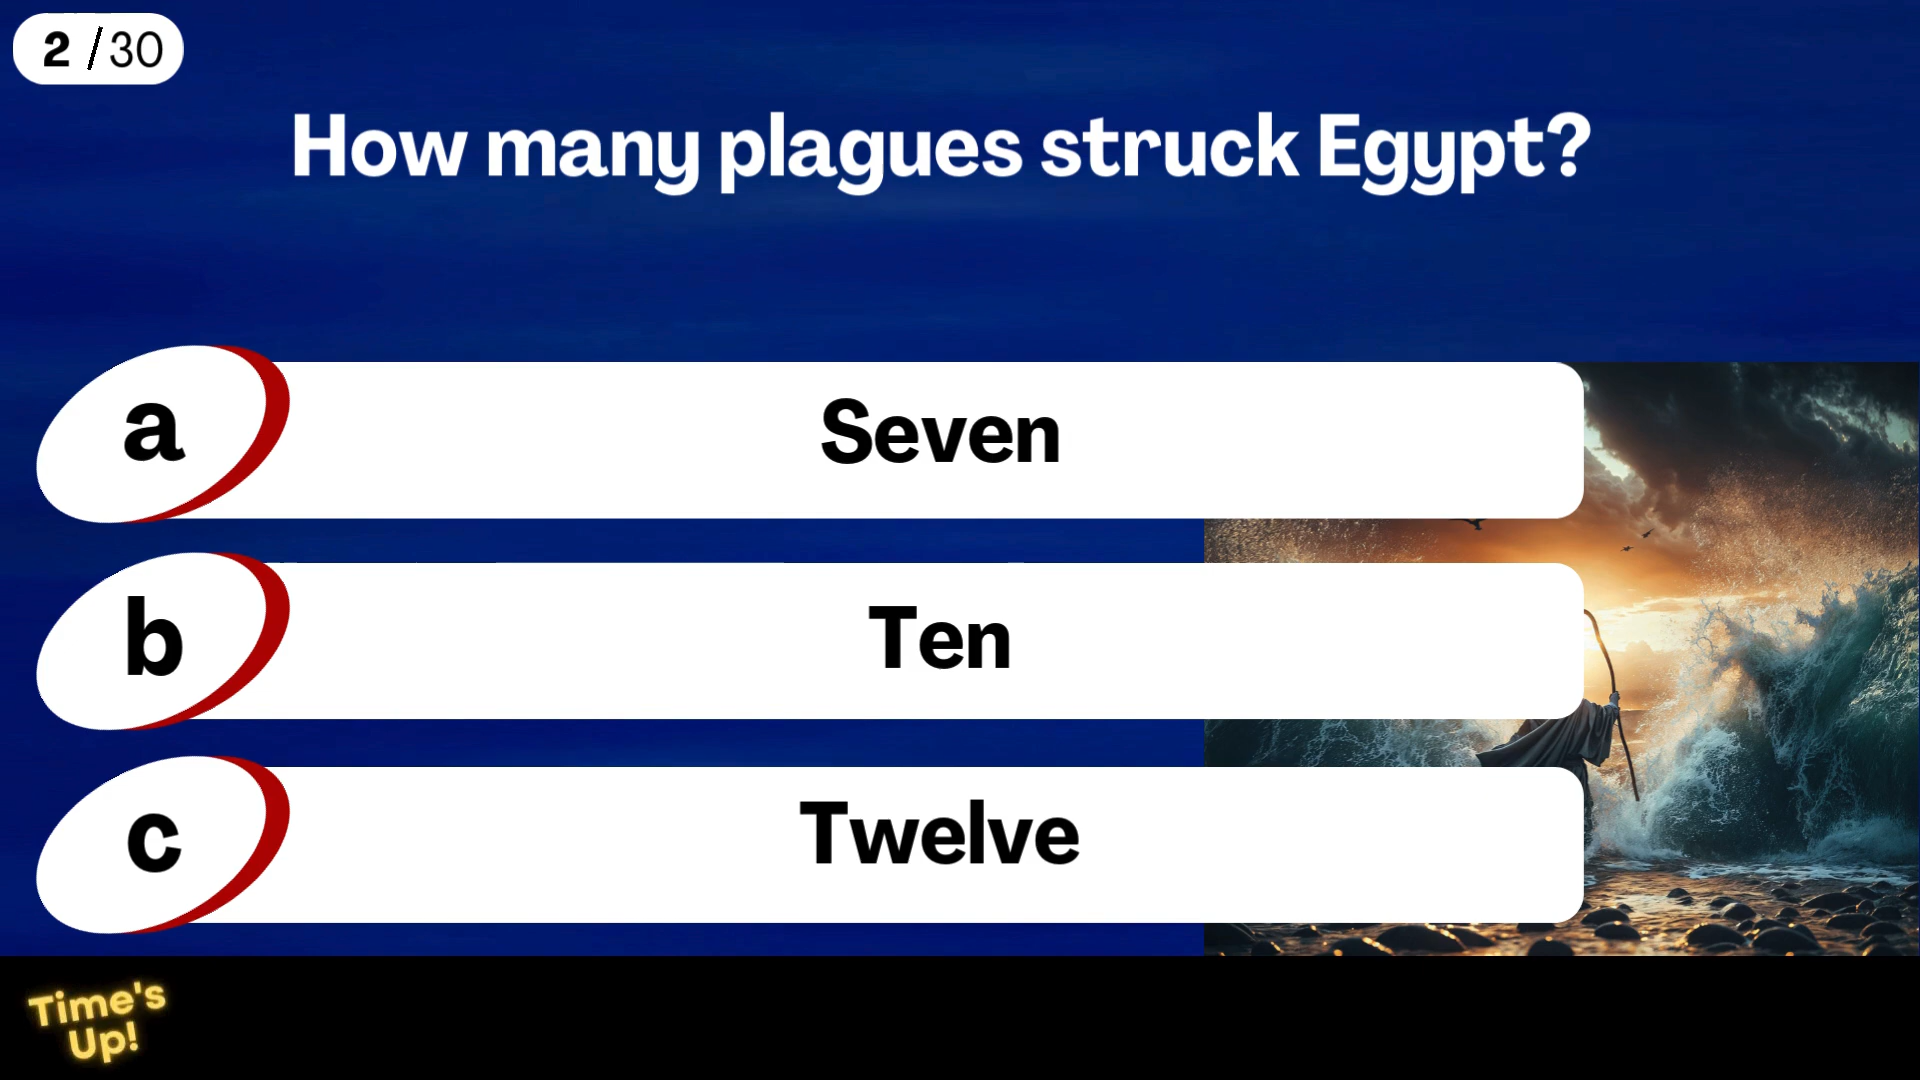 2 /30
How many plagues struck Egypt?
a
Seven
b
Ten
c
Twelve
Time's
Up!